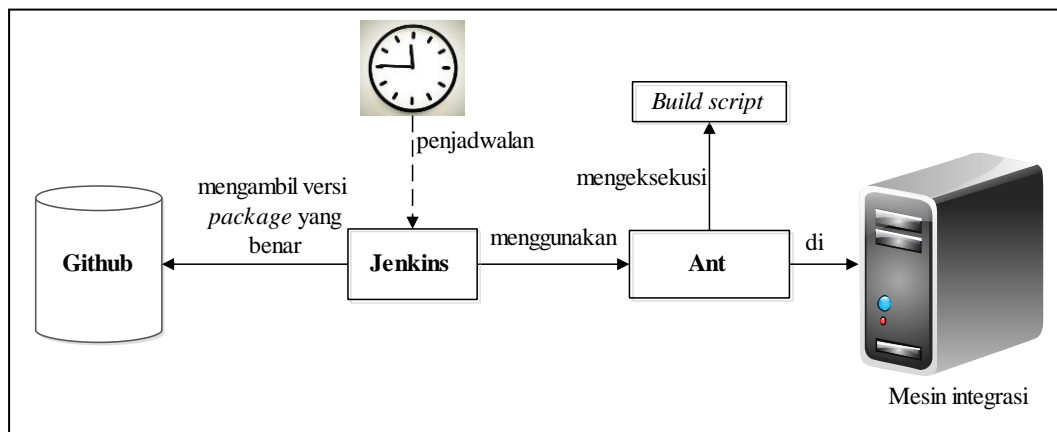 Build script
penjadwalan
mengeksekusi
mengambil versi
package yang
benar
menggunakan
di
Github
Jenkins
Ant
Mesin integrasi